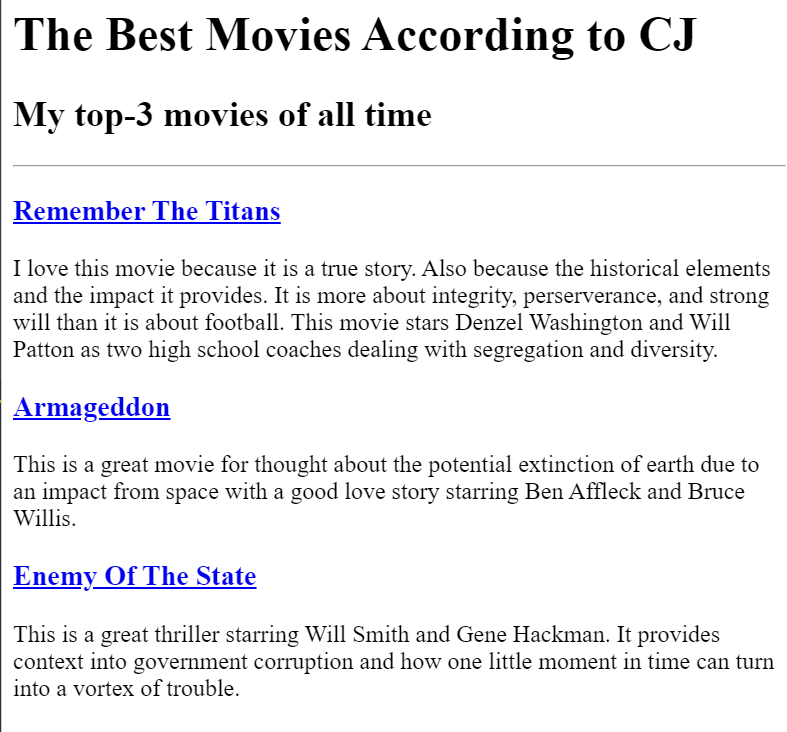 The Best Movies According to CJ
My top-3 movies of all time
Remember The Titans
I love this movie because it is a true story. Also because the historical elements
and the impact it provides. It is more about integrity, perserverance, and strong
will than it is about football. This movie stars Denzel Washington and Will
Patton as two high school coaches dealing with segregation and diversity.
Armageddon
This is a great movie for thought about the potential extinction of earth due to
an impact from space with a good love story starring Ben Affleck and Bruce
Willis.
Enemy Of The State
This is a great thriller starring Will Smith and Gene Hackman. It provides
context into government corruption and how one little moment in time can turn
into a vortex of trouble.